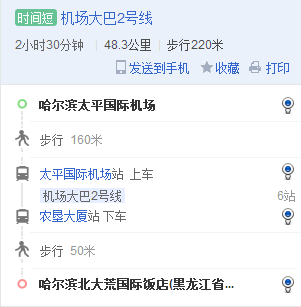 时间短 机场大巴2号线
2小时30分钟 | 48.3公里 | 步行220米
发送到手机 收藏 打印
哈尔滨太平国际机场
步行 160米
太平国际机场站 上车
机场大巴2号线 6站
农垦大厦站 下车
步行 50米
哈尔滨北大荒国际饭店(黑龙江省...